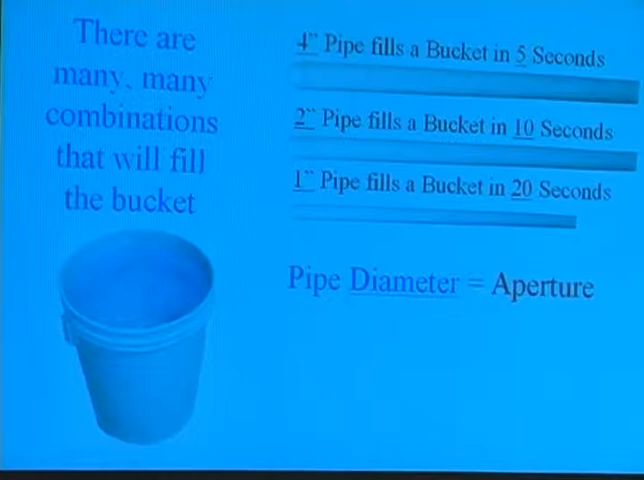 There are
many, many
combinations
that will fill
the bucket
4" Pipe fills a Bucket in 5 Seconds
2" Pipe fills a Bucket in 10 Seconds
1" Pipe fills a Bucket in 20 Seconds
Pipe Diameter = Aperture